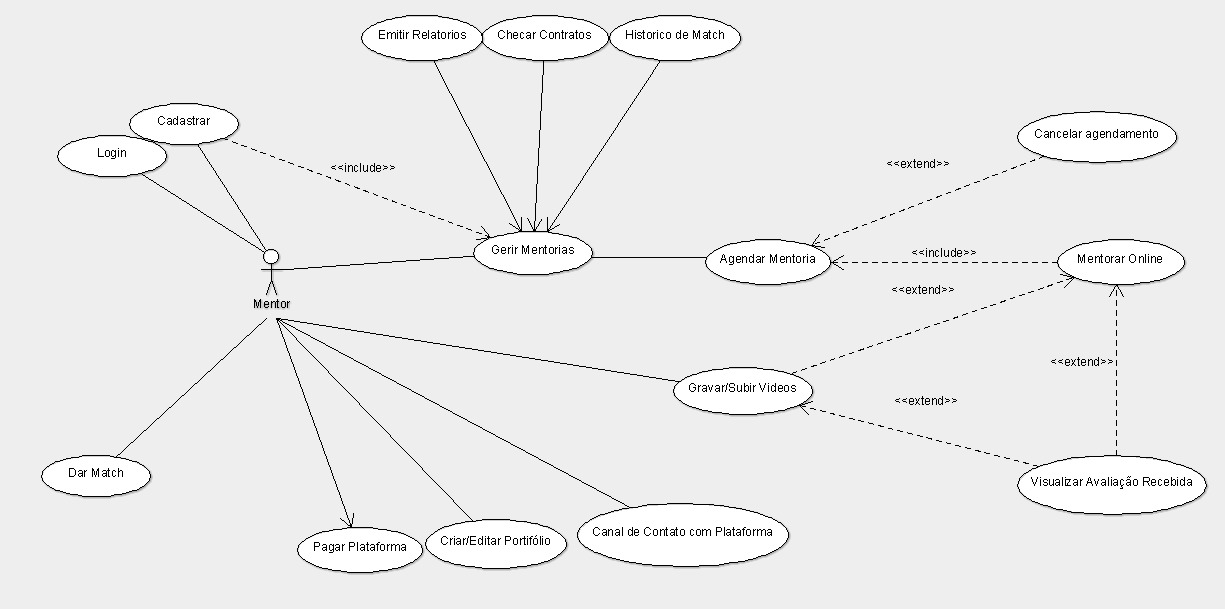 Emitir Relatorios
Checar Contratos
Historico de Match
Cadastrar
Login
Cancelar agendamento
<<include>>
<<extend>>
Gerir Mentorias
Agendar Mentoria
<<include>>
Mentorar Online
<<extend>>
Mentor
<<extend>>
Gravar/Subir Videos
<<extend>>
Dar Match
Visualizar Avaliação Recebida
Pagar Plataforma
Criar/Editar Portifólio
Canal de Contato com Plataforma